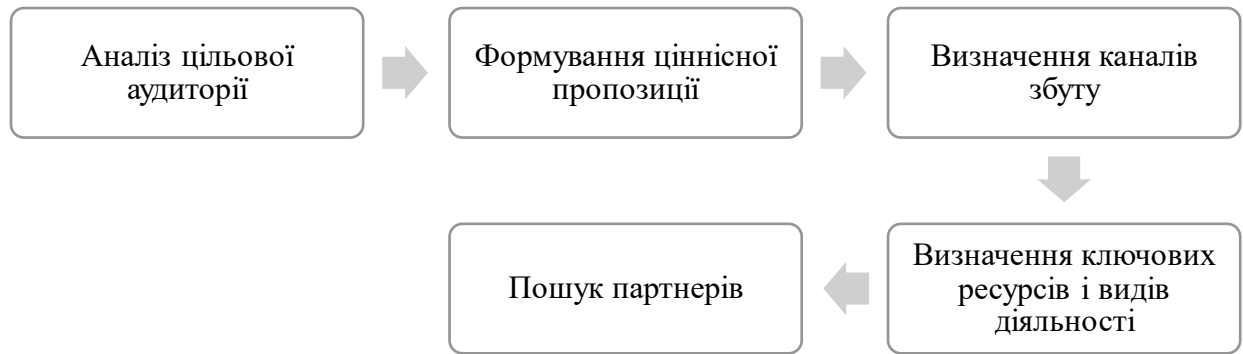 Аналіз цільової
аудиторії
Формування ціннісної
пропозиції
Визначення каналів
збуту
Визначення ключових
ресурсів і видів
діяльності
Пошук партнерів